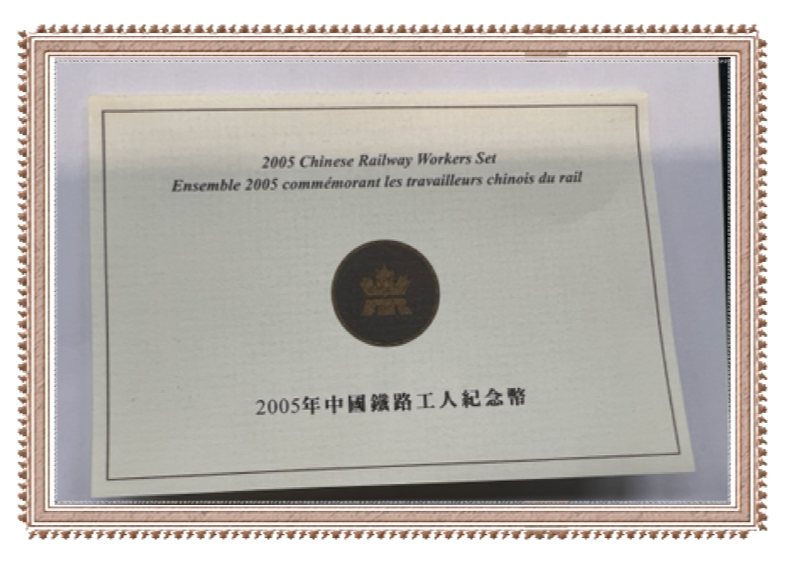 2005 Chinese Railway Workers Set
Ensemble 2005 commémorant les travailleurs chinois du rail
2005年中國鐵路工人紀念幣